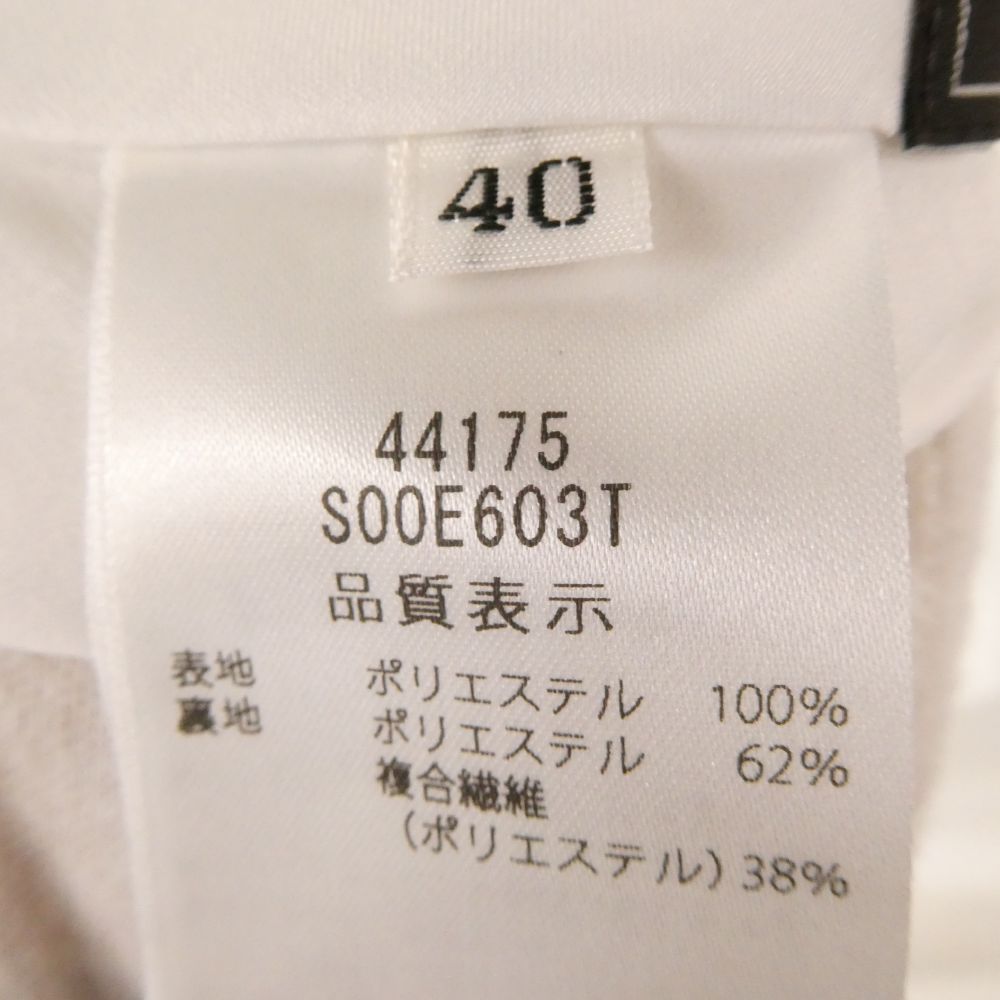 40
44175
S00E603T
品質表示
表地 ポリエステル 100%
裏地 ポリエステル 62%
複合繊維
(ポリエステル) 38%